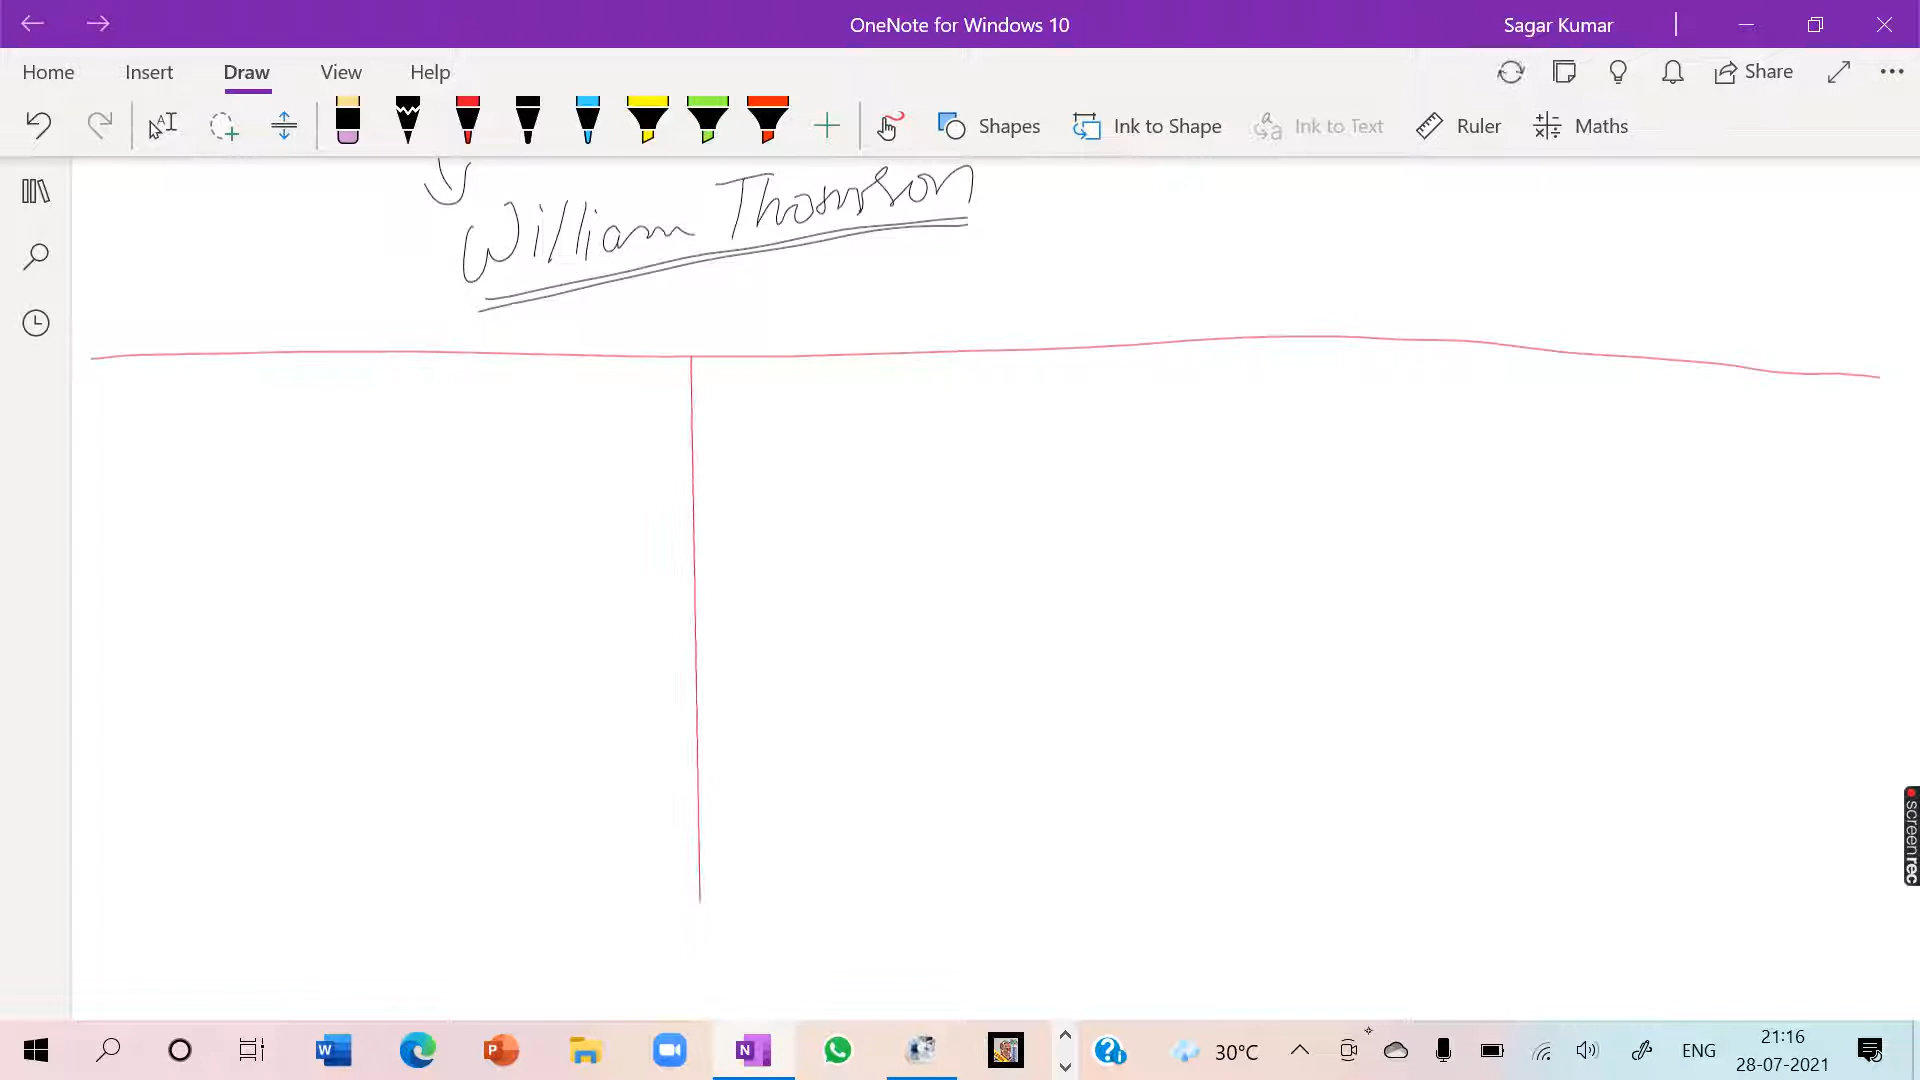 OneNote for Windows 10
Sagar Kumar
Home Insert Draw View Help
Share
Shapes Ink to Shape Ink to Text Ruler Maths
William Thomson
screenrec
30°C
ENG
21:16
28-07-2021